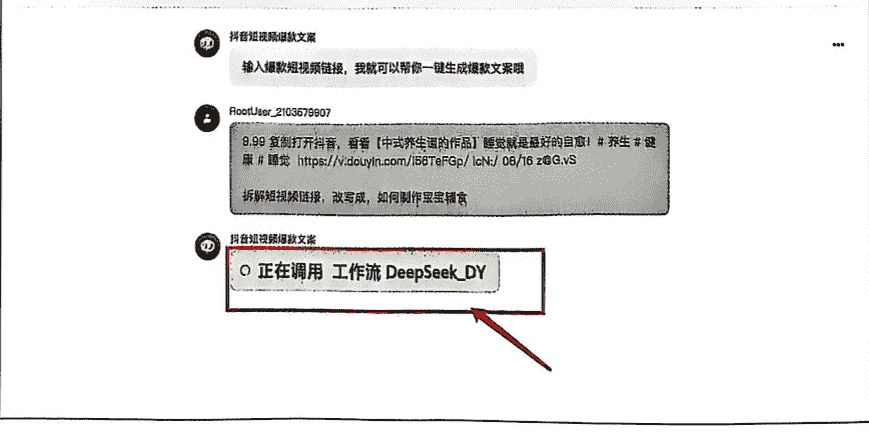 抖音短视频爆款文案
输入爆款短视频链接，我就可以帮你一键生成爆款文案哦
RootUser_2103679907
9.99 复制打开抖音，看看【中式养生道的作品】睡觉就是最好的自愈！# 养生 # 健
康 # 睡觉 https://v.douyin.com/i56TeFGp/ icN:/ 08/16 z@G.vS
拆解短视频链接，改写成，如何制作宝宝辅食
抖音短视频爆款文案
正在调用 工作流 DeepSeek_DY